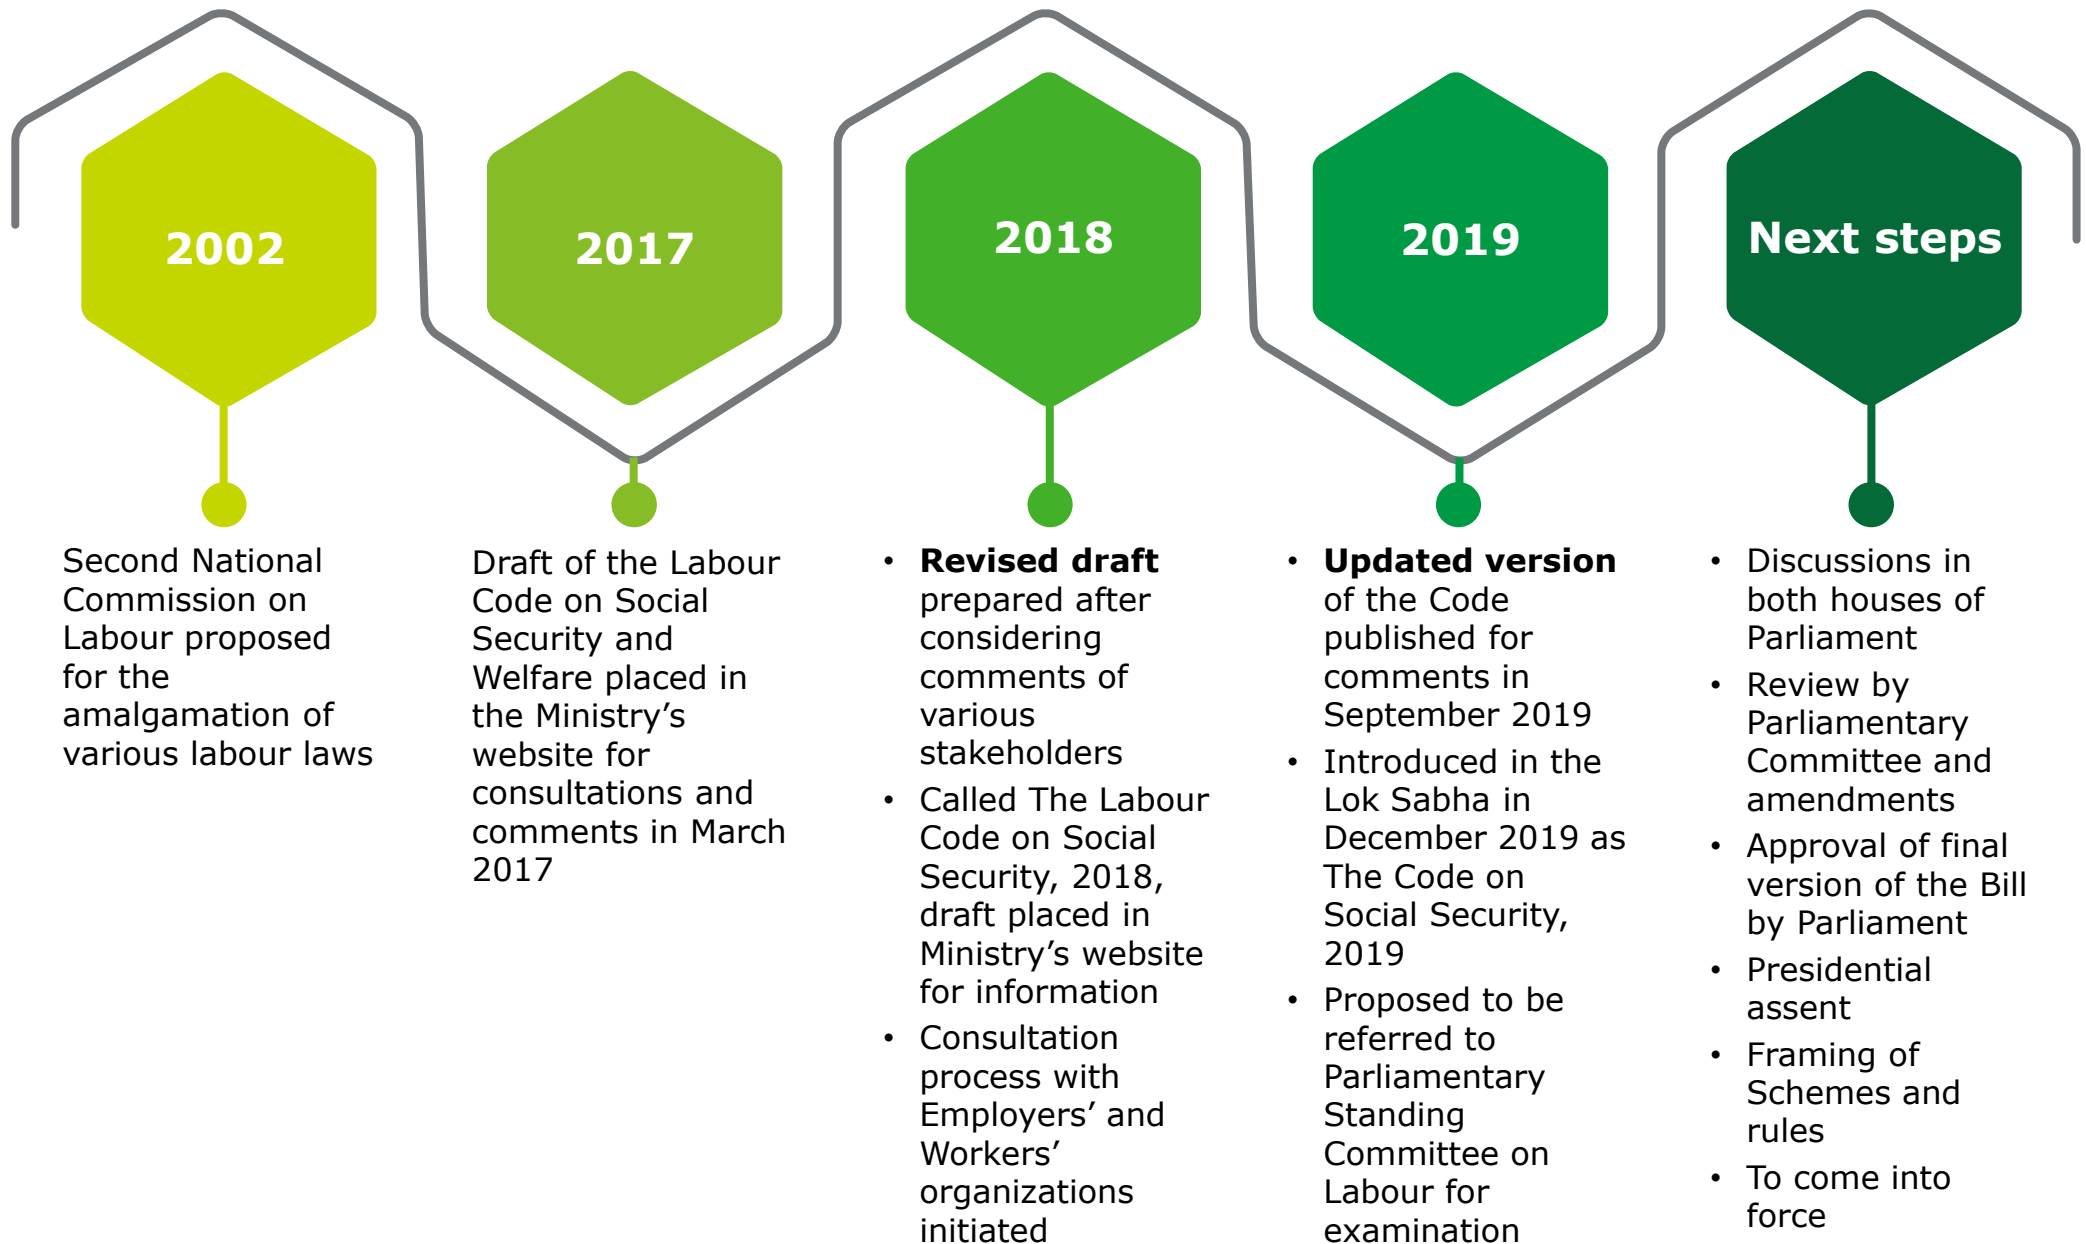 2002
Second National
Commission on
Labour proposed
for the
amalgamation of
various labour laws
2017
Draft of the Labour
Code on Social
Security and
Welfare placed in
the Ministry’s
website for
consultations and
comments in March
2017
2018
• Revised draft
prepared after
considering
comments of
various
stakeholders
• Called The Labour
Code on Social
Security, 2018,
draft placed in
Ministry’s website
for information
• Consultation
process with
Employers’ and
Workers’
organizations
initiated
2019
• Updated version
of the Code
published for
comments in
September 2019
• Introduced in the
Lok Sabha in
December 2019 as
The Code on
Social Security,
2019
• Proposed to be
referred to
Parliamentary
Standing
Committee on
Labour for
examination
Next steps
• Discussions in
both houses of
Parliament
• Review by
Parliamentary
Committee and
amendments
• Approval of final
version of the Bill
by Parliament
• Presidential
assent
• Framing of
Schemes and
rules
• To come into
force